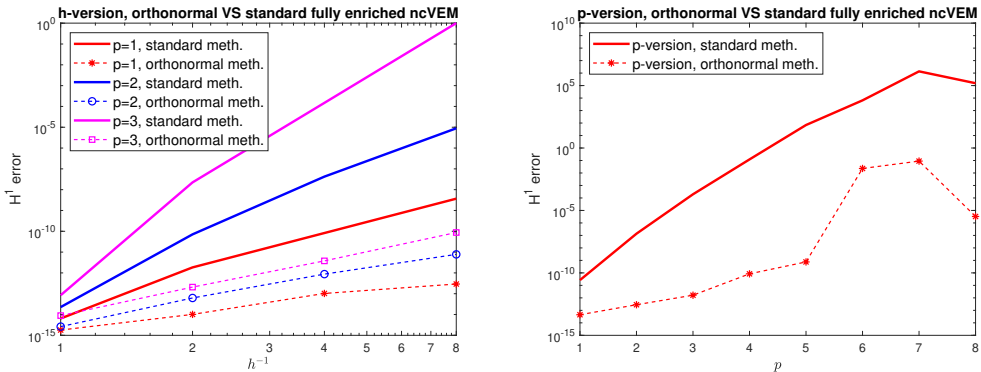 h-version, orthonormal VS standard fully enriched ncVEM
10^0
10^-5
10^-10
10^-15
H^1 error
p=1, standard meth.
p=1, orthonormal meth.
p=2, standard meth.
p=2, orthonormal meth.
p=3, standard meth.
p=3, orthonormal meth.
1 2 3 4 5 6 7 8
h^-1
p-version, orthonormal VS standard fully enriched ncVEM
10^10
10^5
10^0
10^-5
10^-10
10^-15
H^1 error
p-version, standard meth.
p-version, orthonormal meth.
1 2 3 4 5 6 7 8
p